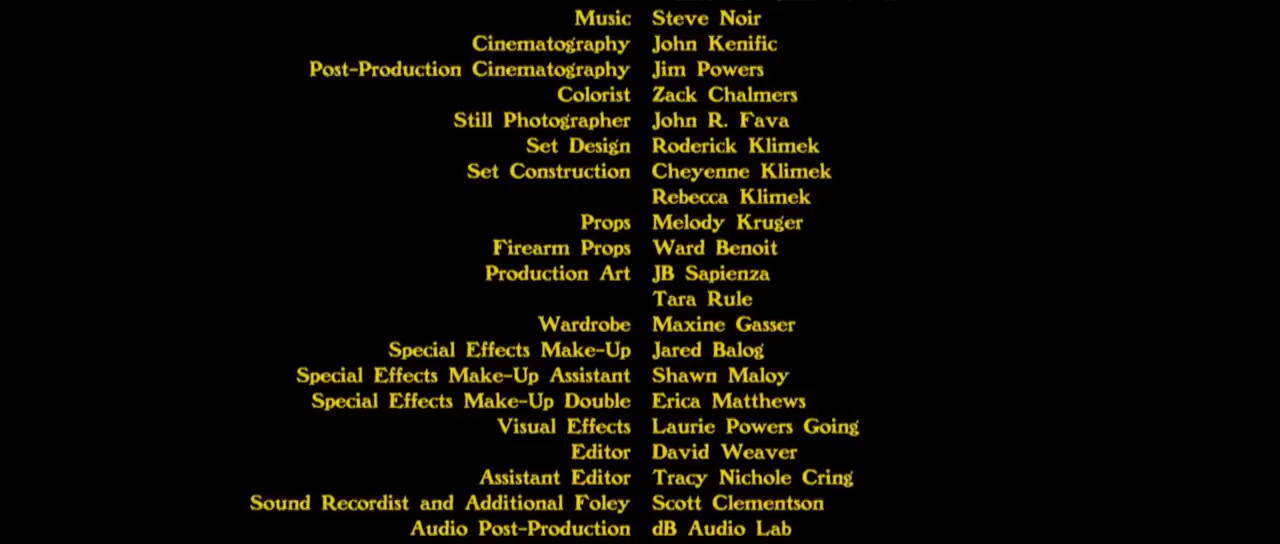 Music Steve Noir
Cinematography John Kenific
Post-Production Cinematography Jim Powers
Colorist Zack Chalmers
Still Photographer John R. Fava
Set Design Roderick Klimek
Set Construction Cheyenne Klimek
Rebecca Klimek
Props Melody Kruger
Firearm Props Ward Benoit
Production Art JB Sapienza
Tara Rule
Wardrobe Maxine Gasser
Special Effects Make-Up Jared Balog
Special Effects Make-Up Assistant Shawn Maloy
Special Effects Make-Up Double Erica Matthews
Visual Effects Laurie Powers Going
Editor David Weaver
Assistant Editor Tracy Nichole Cring
Sound Recordist and Additional Foley Scott Clementson
Audio Post-Production dB Audio Lab